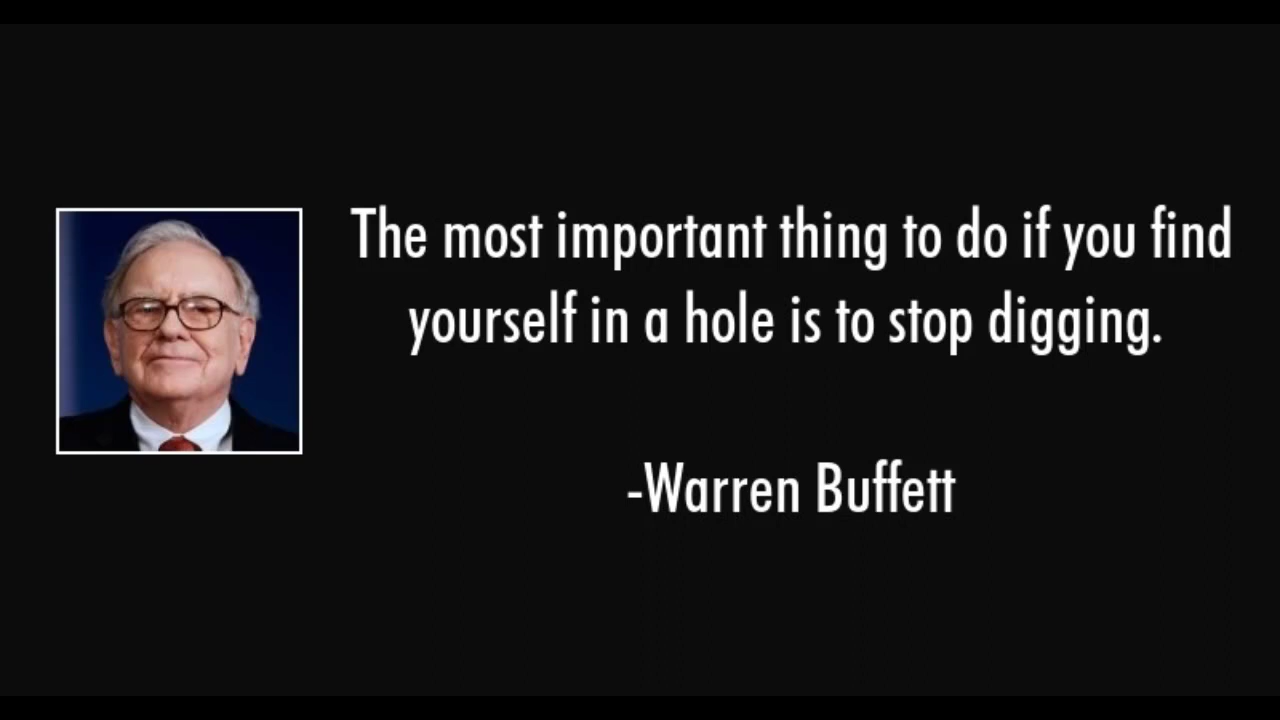 The most important thing to do if you find
yourself in a hole is to stop digging.
-Warren Buffett